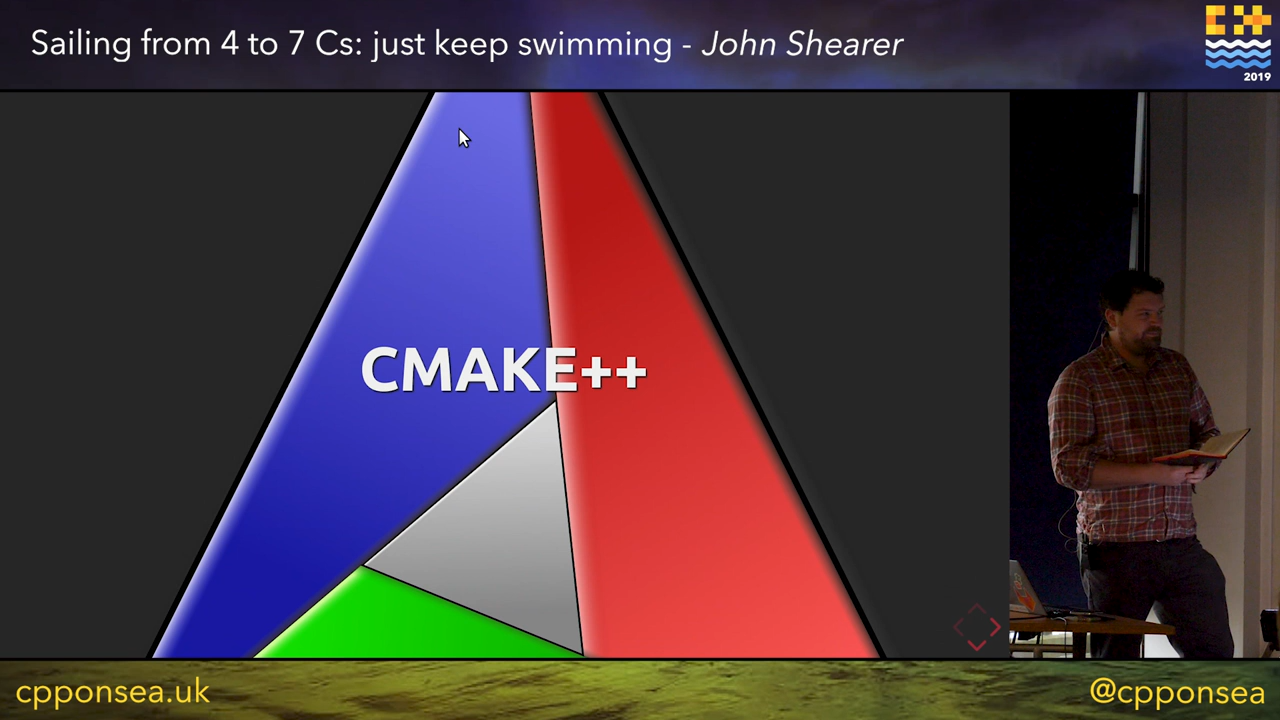 Sailing from 4 to 7 Cs: just keep swimming - John Shearer
2019
CMAKE++
cpponsea.uk
@cpponsea